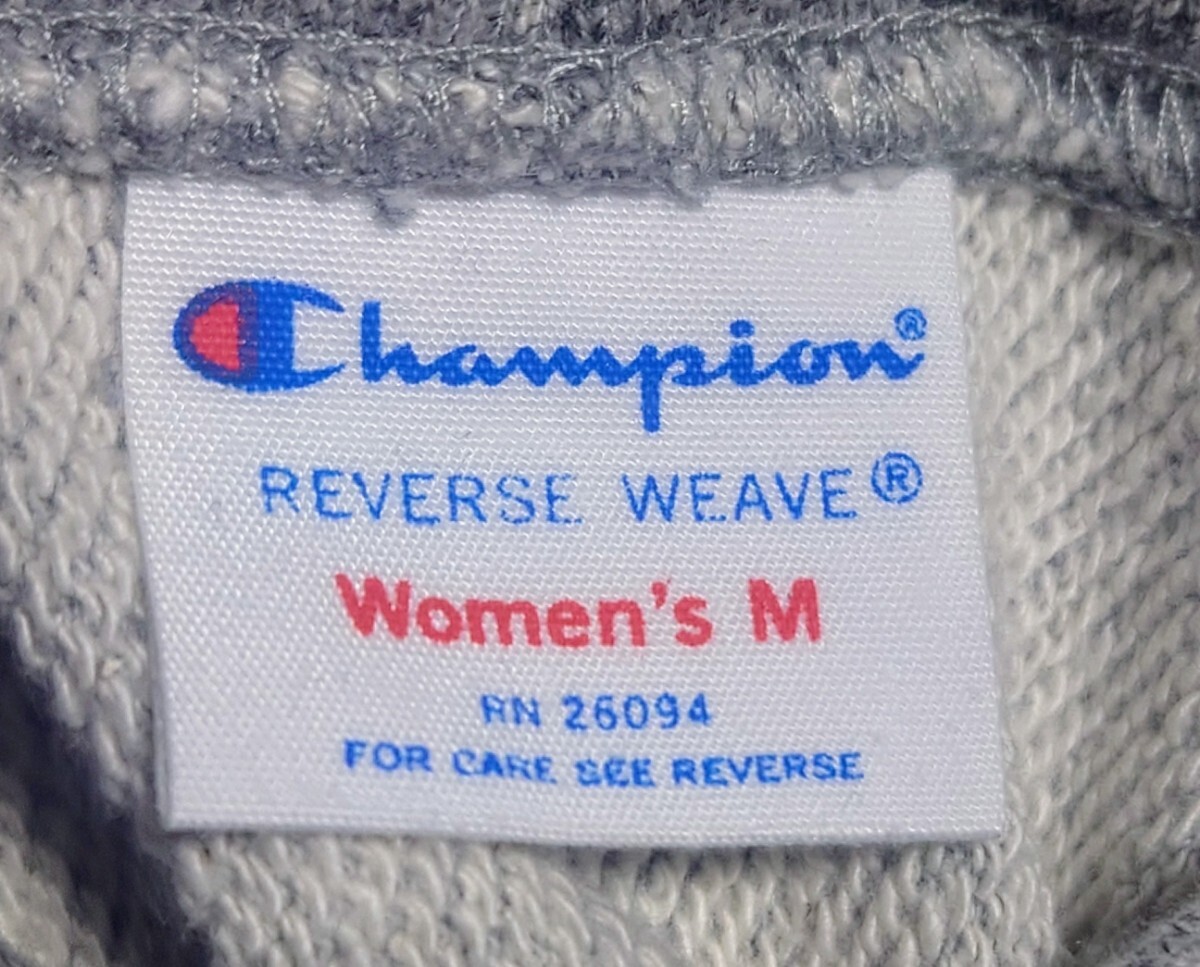 Champion®
REVERSE WEAVE®
Women's M
RN 26094
FOR CARE SEE REVERSE